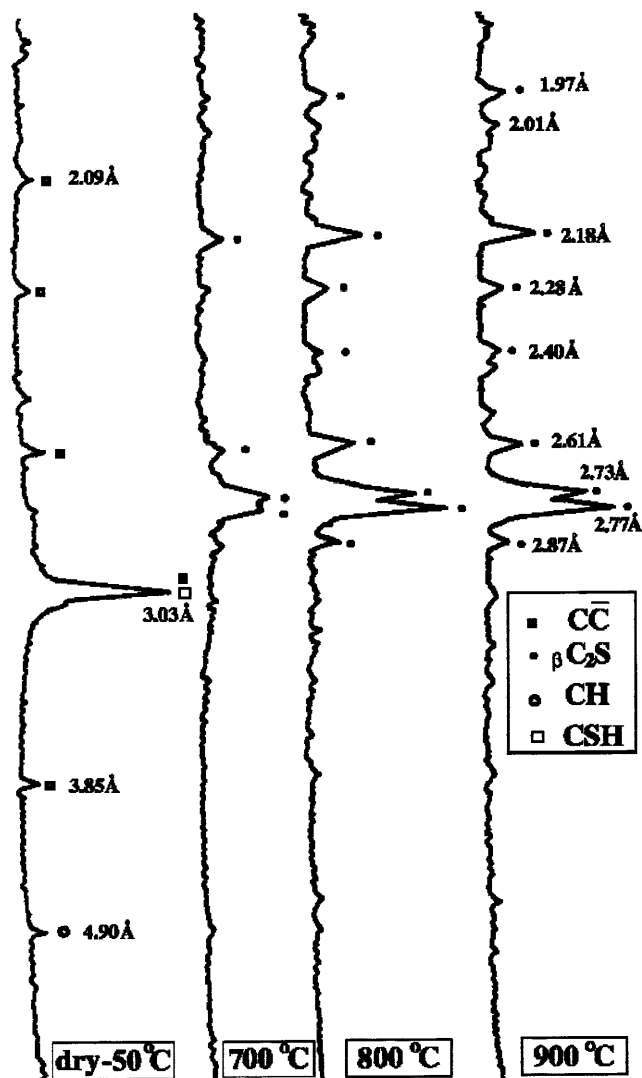 1.97Å
2.01Å
2.09Å
2.18Å
2.28Å
2.40Å
2.61Å
2.73Å
2.77Å
2.87Å
3.03Å
3.85Å
4.90Å
CC̅
βC₂S
CH
CSH
dry-50°C
700°C
800°C
900°C